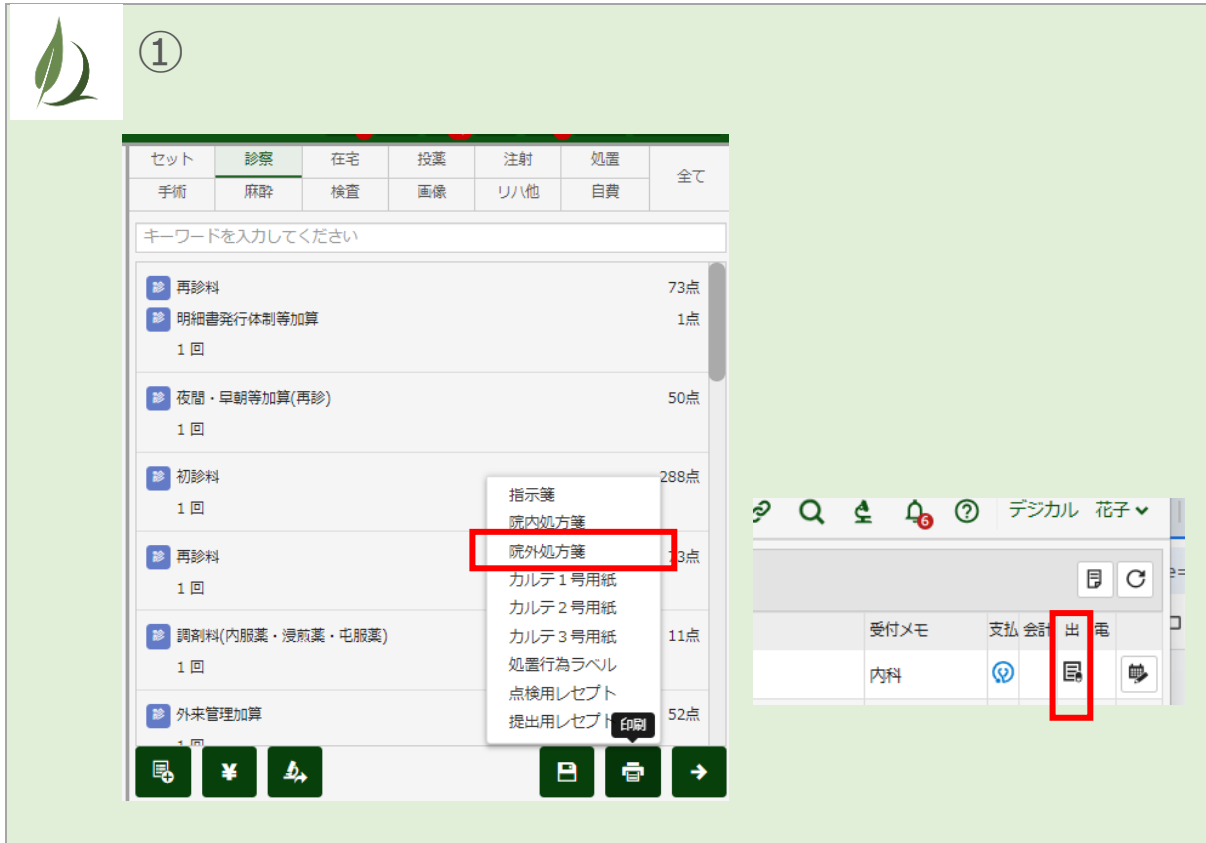 ①
セット 診察 在宅 投薬 注射 処置 全て
手術 麻酔 検査 画像 リハ他 自費
キーワードを入力してください
診 再診料 73点
診 明細書発行体制等加算 1点
1 回
診 夜間・早朝等加算(再診) 50点
1 回
診 初診料 288点
1 回
診 再診料 73点
1 回
診 調剤料(内服薬・浸煎薬・屯服薬) 11点
1 回
診 外来管理加算 52点
1 回
指示箋
院内処方箋
院外処方箋
カルテ1号用紙
カルテ2号用紙
カルテ3号用紙
処置行為ラベル
点検用レセプト
提出用レセプト
印刷
¥
6 デジカル 花子
受付メモ 支払 会計 出 電
内科